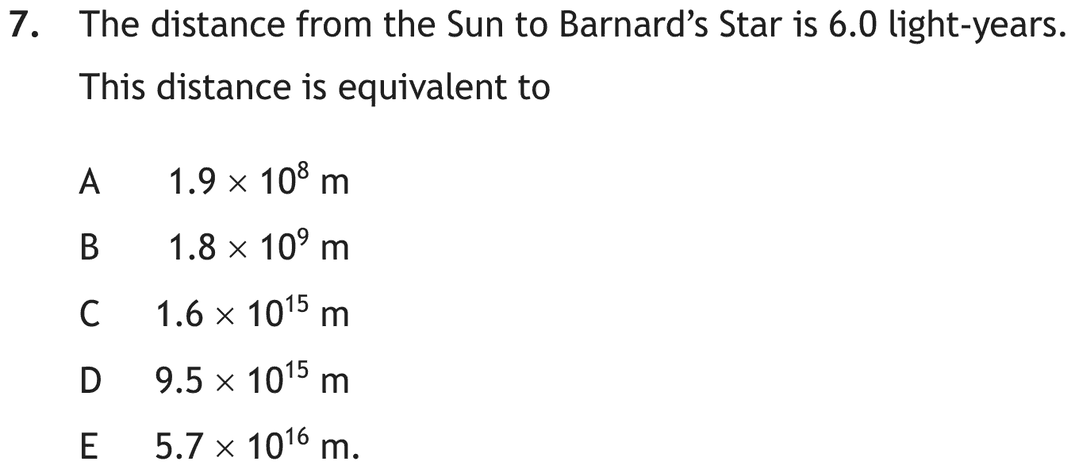 7. The distance from the Sun to Barnard’s Star is 6.0 light-years.
This distance is equivalent to
A 1.9 × 10⁸ m
B 1.8 × 10⁹ m
C 1.6 × 10¹⁵ m
D 9.5 × 10¹⁵ m
E 5.7 × 10¹⁶ m.